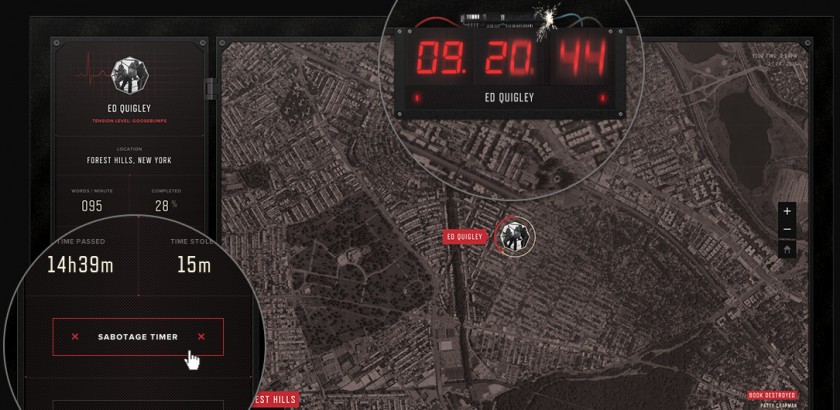 ED QUIGLEY
TENSION LEVEL: GOOSEBUMPS
LOCATION
FOREST HILLS, NEW YORK
WORDS / MINUTE
095
COMPLETED
28 %
TIME PASSED
14h39m
TIME STOL
15m
× SABOTAGE TIMER ×
09. 20. 44
ED QUIGLEY
ED QUIGLEY
+
−
EST HILLS
BOOK DESTROYED
PATTY CHAPMAN